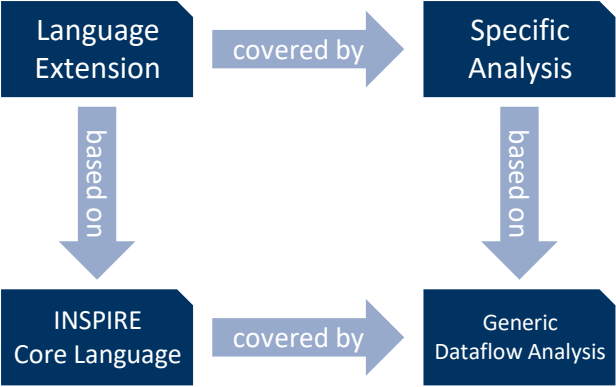 Language
Extension
covered by
Specific
Analysis
based on
based on
INSPIRE
Core Language
covered by
Generic
Dataflow Analysis